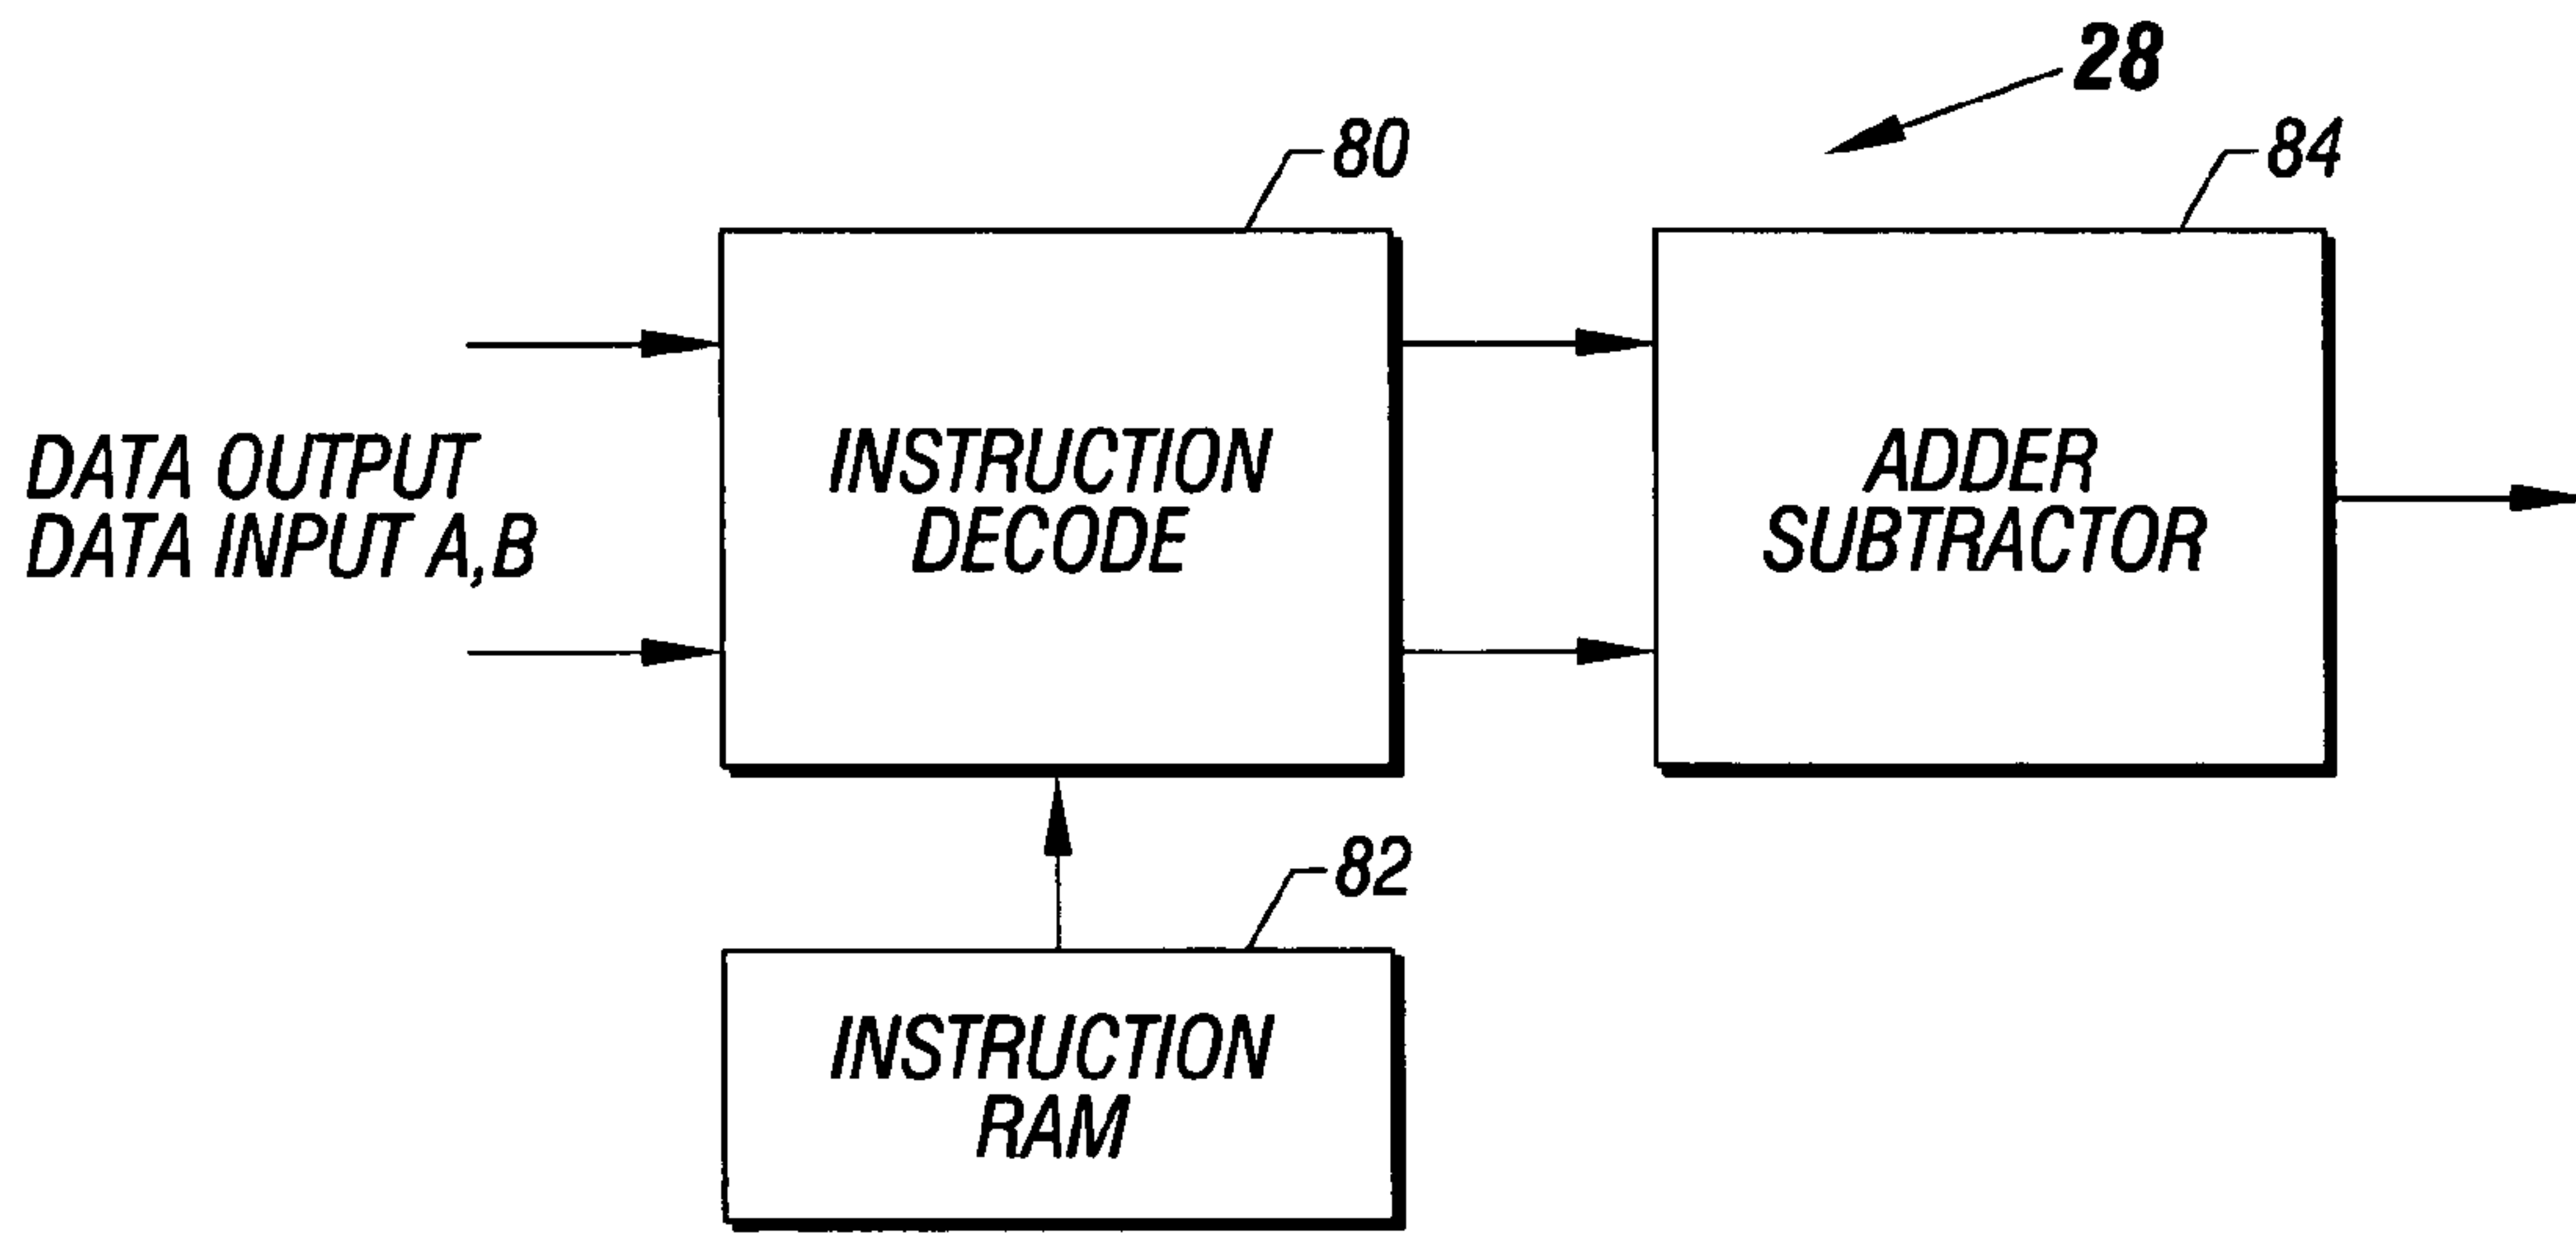 28
80
84
DATA OUTPUT
DATA INPUT A,B
INSTRUCTION
DECODE
ADDER
SUBTRACTOR
82
INSTRUCTION
RAM